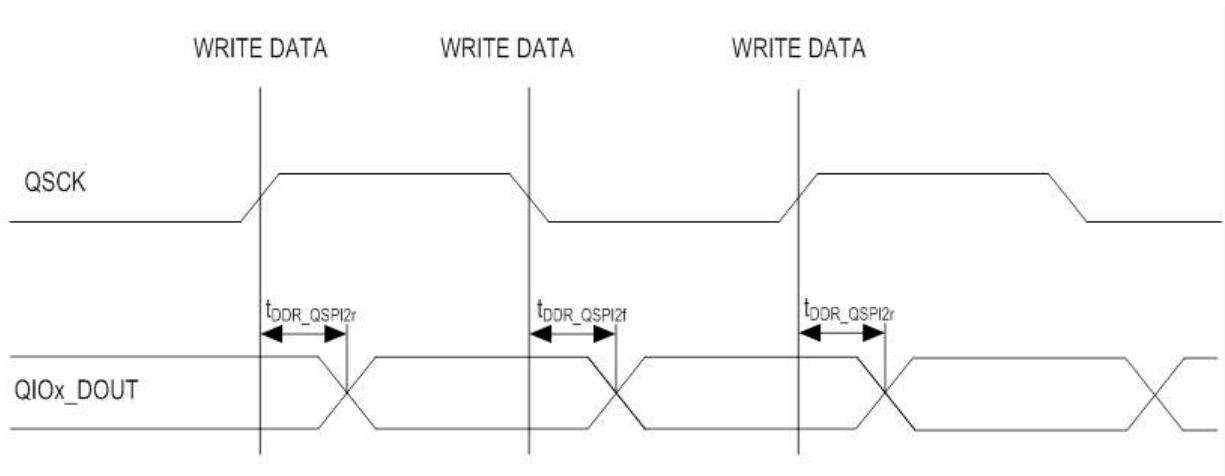 WRITE DATA WRITE DATA WRITE DATA
QSCK
tDDR_QSPI2r tDDR_QSPI2f tDDR_QSPI2r
QIOx_DOUT